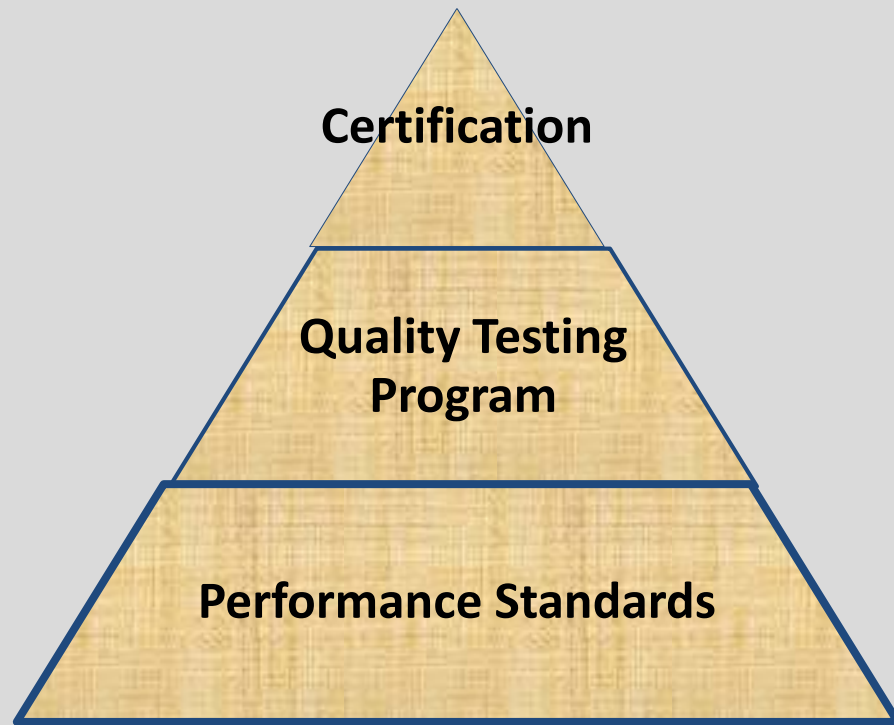 Certification
Quality Testing
Program
Performance Standards